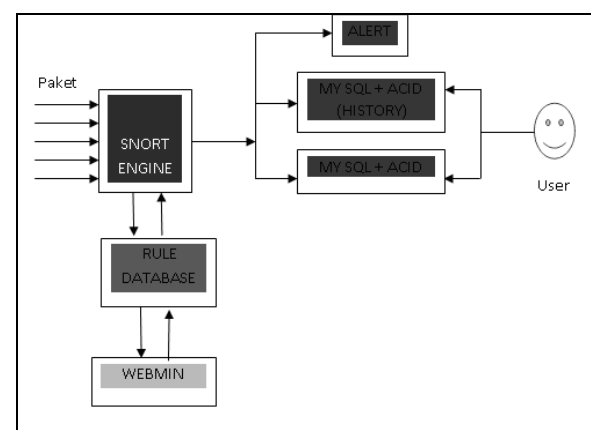 ALERT
Paket
MY SQL + ACID
(HISTORY)
SNORT
ENGINE
MY SQL + ACID
User
RULE
DATABASE
WEBMIN